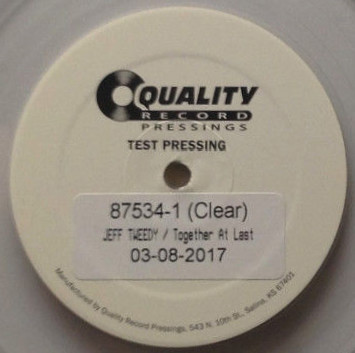 QUALITY
RECORD
PRESSINGS
TEST PRESSING
87534-1 (Clear)
JEFF TWEEDY / Together At Last
03-08-2017
Manufactured by Quality Record Pressings, 543 N. 10th St., Salina, KS 67401